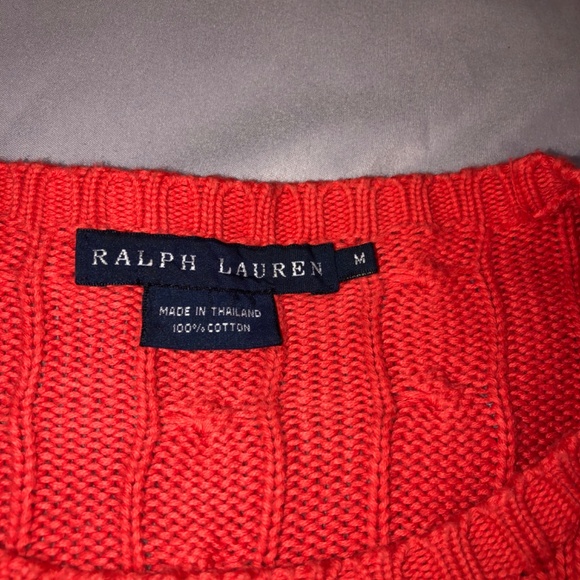 RALPH LAUREN M
MADE IN THAILAND
100% COTTON